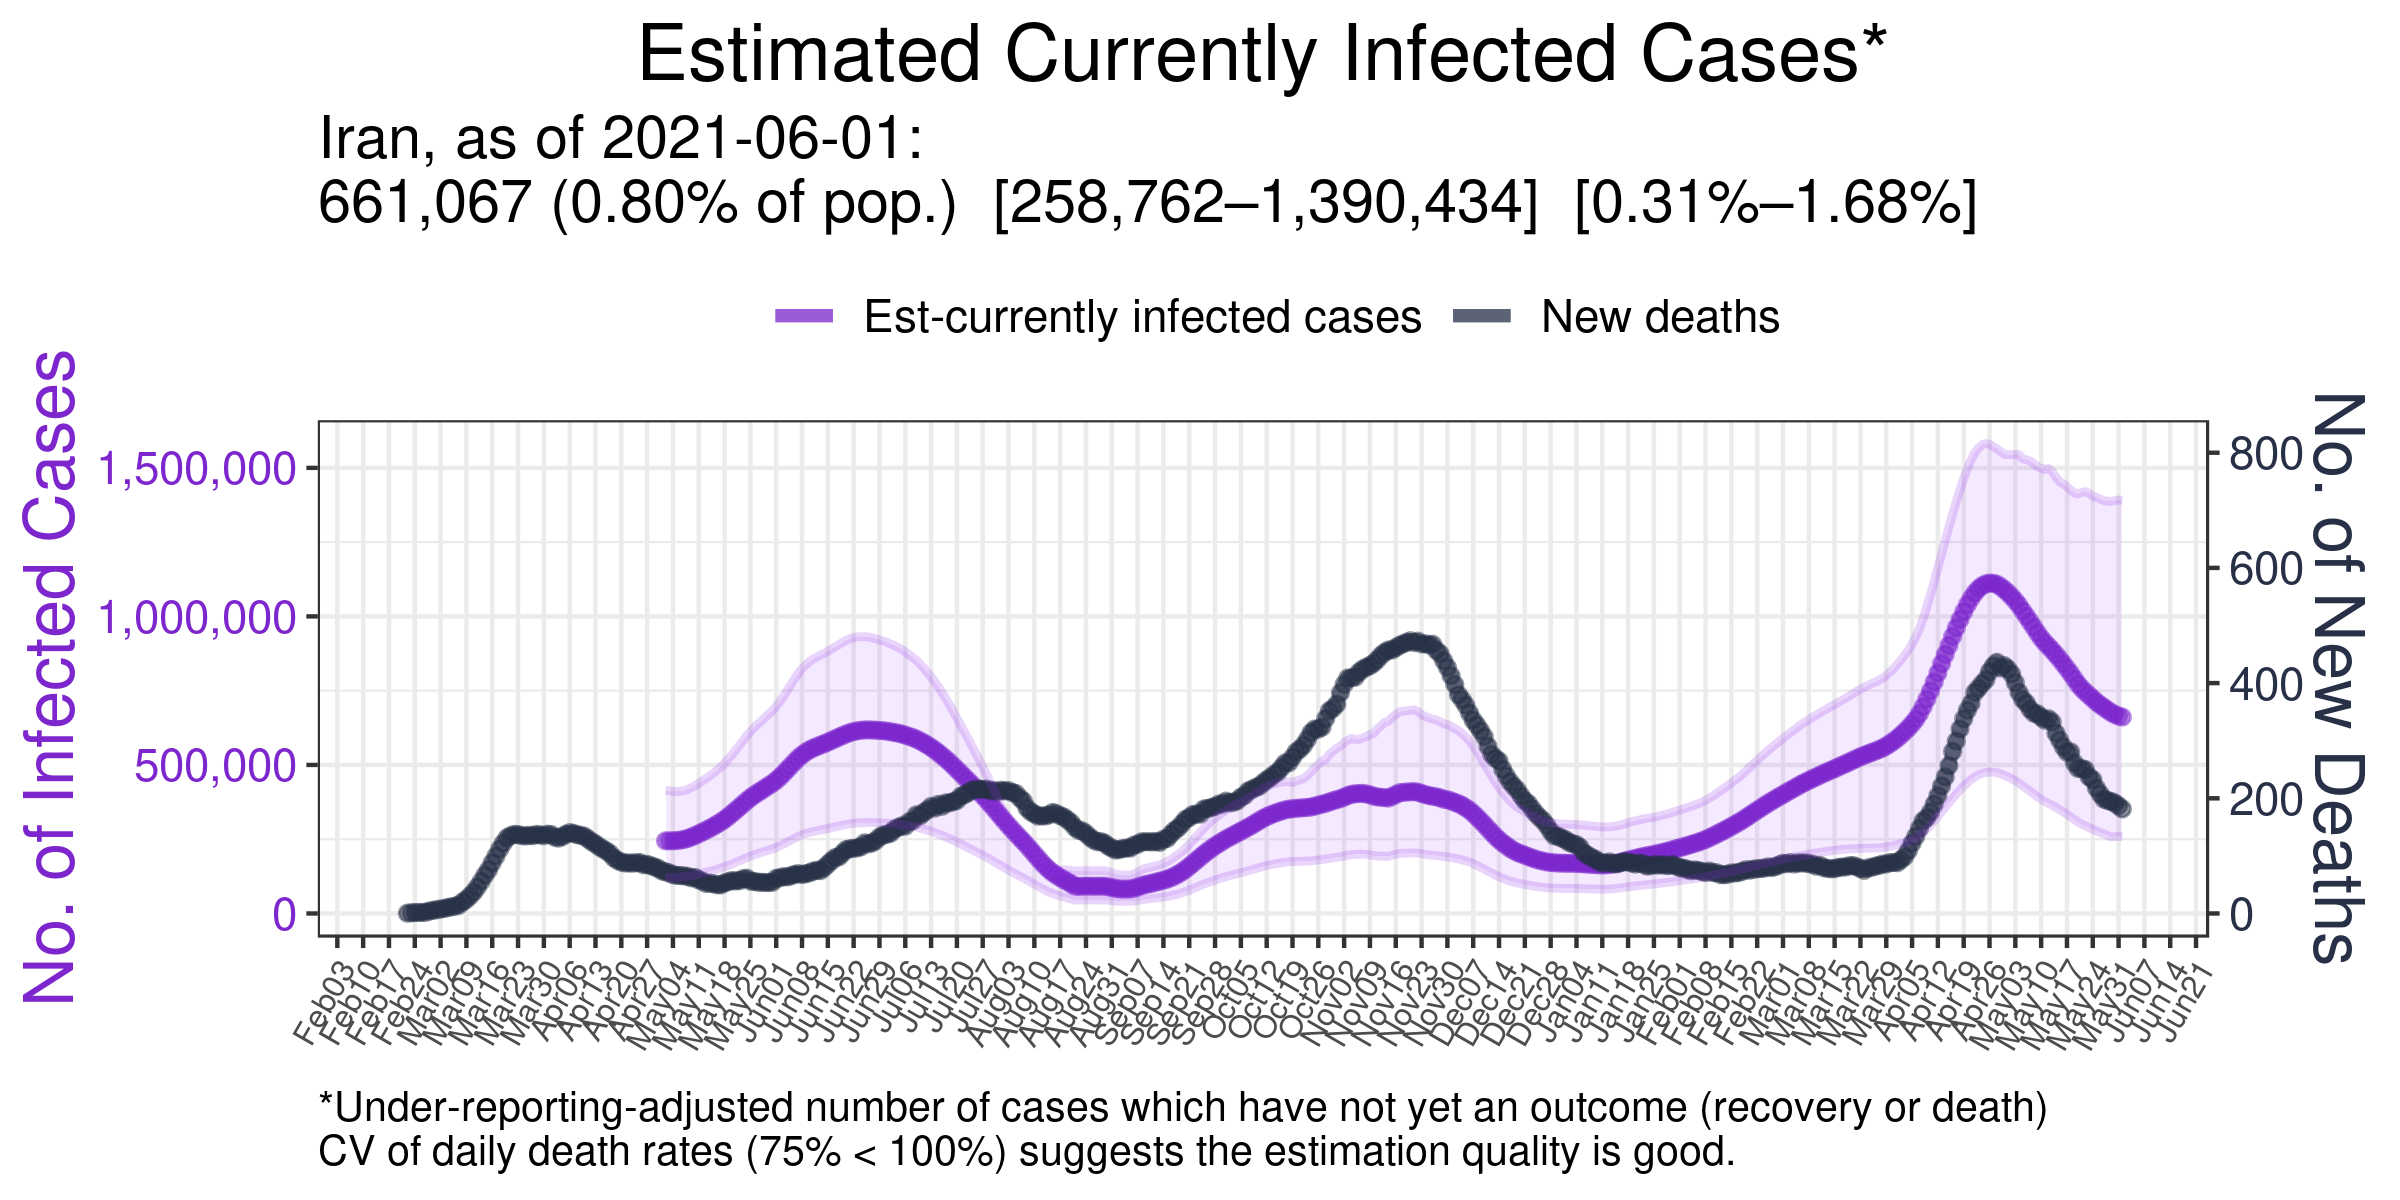 Estimated Currently Infected Cases*
Iran, as of 2021-06-01:
661,067 (0.80% of pop.) [258,762–1,390,434] [0.31%–1.68%]
Est-currently infected cases
New deaths
No. of Infected Cases
1,500,000
1,000,000
500,000
0
800
600
400
200
0
No. of New Deaths
Feb03
Feb10
Feb17
Feb24
Mar02
Mar09
Mar16
Mar23
Mar30
Apr06
Apr13
Apr20
Apr27
May04
May11
May18
May25
Jun01
Jun08
Jun15
Jun22
Jun29
Jul06
Jul13
Jul20
Jul27
Aug03
Aug10
Aug17
Aug24
Aug31
Sep07
Sep14
Sep21
Sep28
Oct05
Oct12
Oct19
Oct26
Nov02
Nov09
Nov16
Nov23
Nov30
Dec07
Dec14
Dec21
Dec28
Jan04
Jan11
Jan18
Jan25
Feb01
Feb08
Feb15
Feb22
Mar01
Mar08
Mar15
Mar22
Mar29
Apr05
Apr12
Apr19
Apr26
May03
May10
May17
May24
May31
Jun07
Jun14
Jun21
*Under-reporting-adjusted number of cases which have not yet an outcome (recovery or death)
CV of daily death rates (75% < 100%) suggests the estimation quality is good.